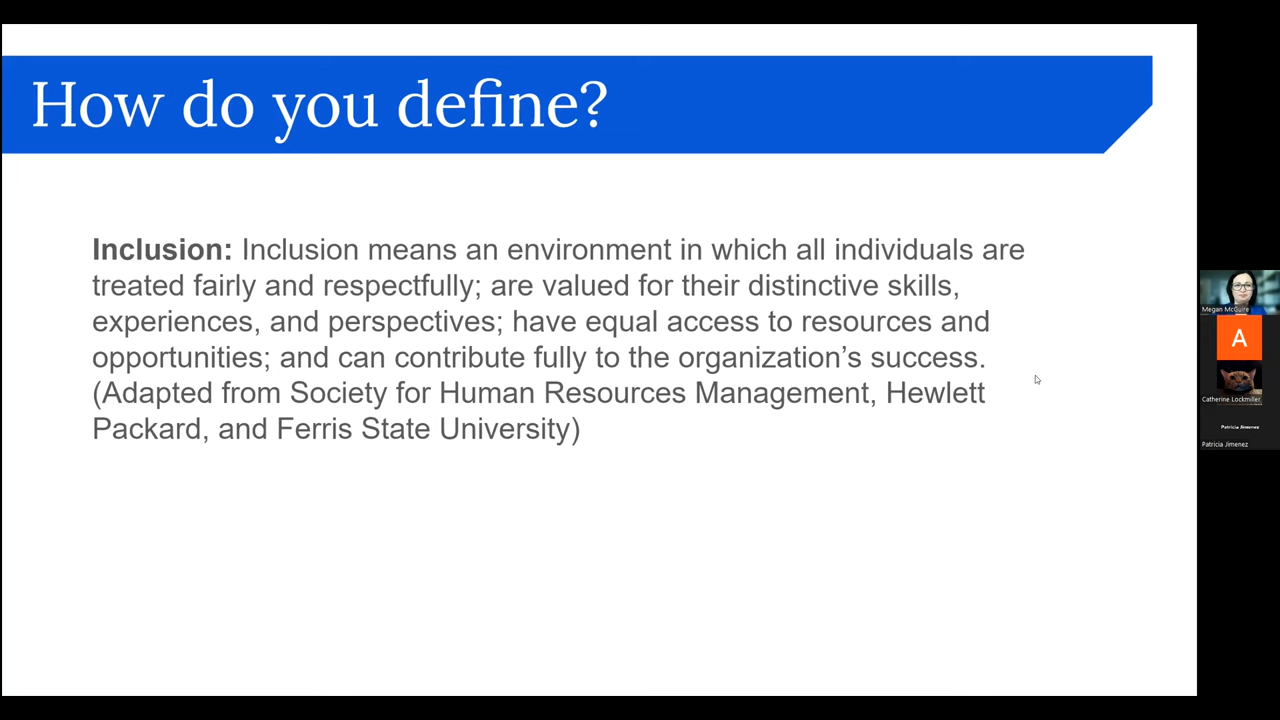 How do you define?
Inclusion: Inclusion means an environment in which all individuals are
treated fairly and respectfully; are valued for their distinctive skills,
experiences, and perspectives; have equal access to resources and
opportunities; and can contribute fully to the organization’s success.
(Adapted from Society for Human Resources Management, Hewlett
Packard, and Ferris State University)
Megan McGuire
A
Catherine Lockmiller
Patricia Jimenez
Patricia Jimenez